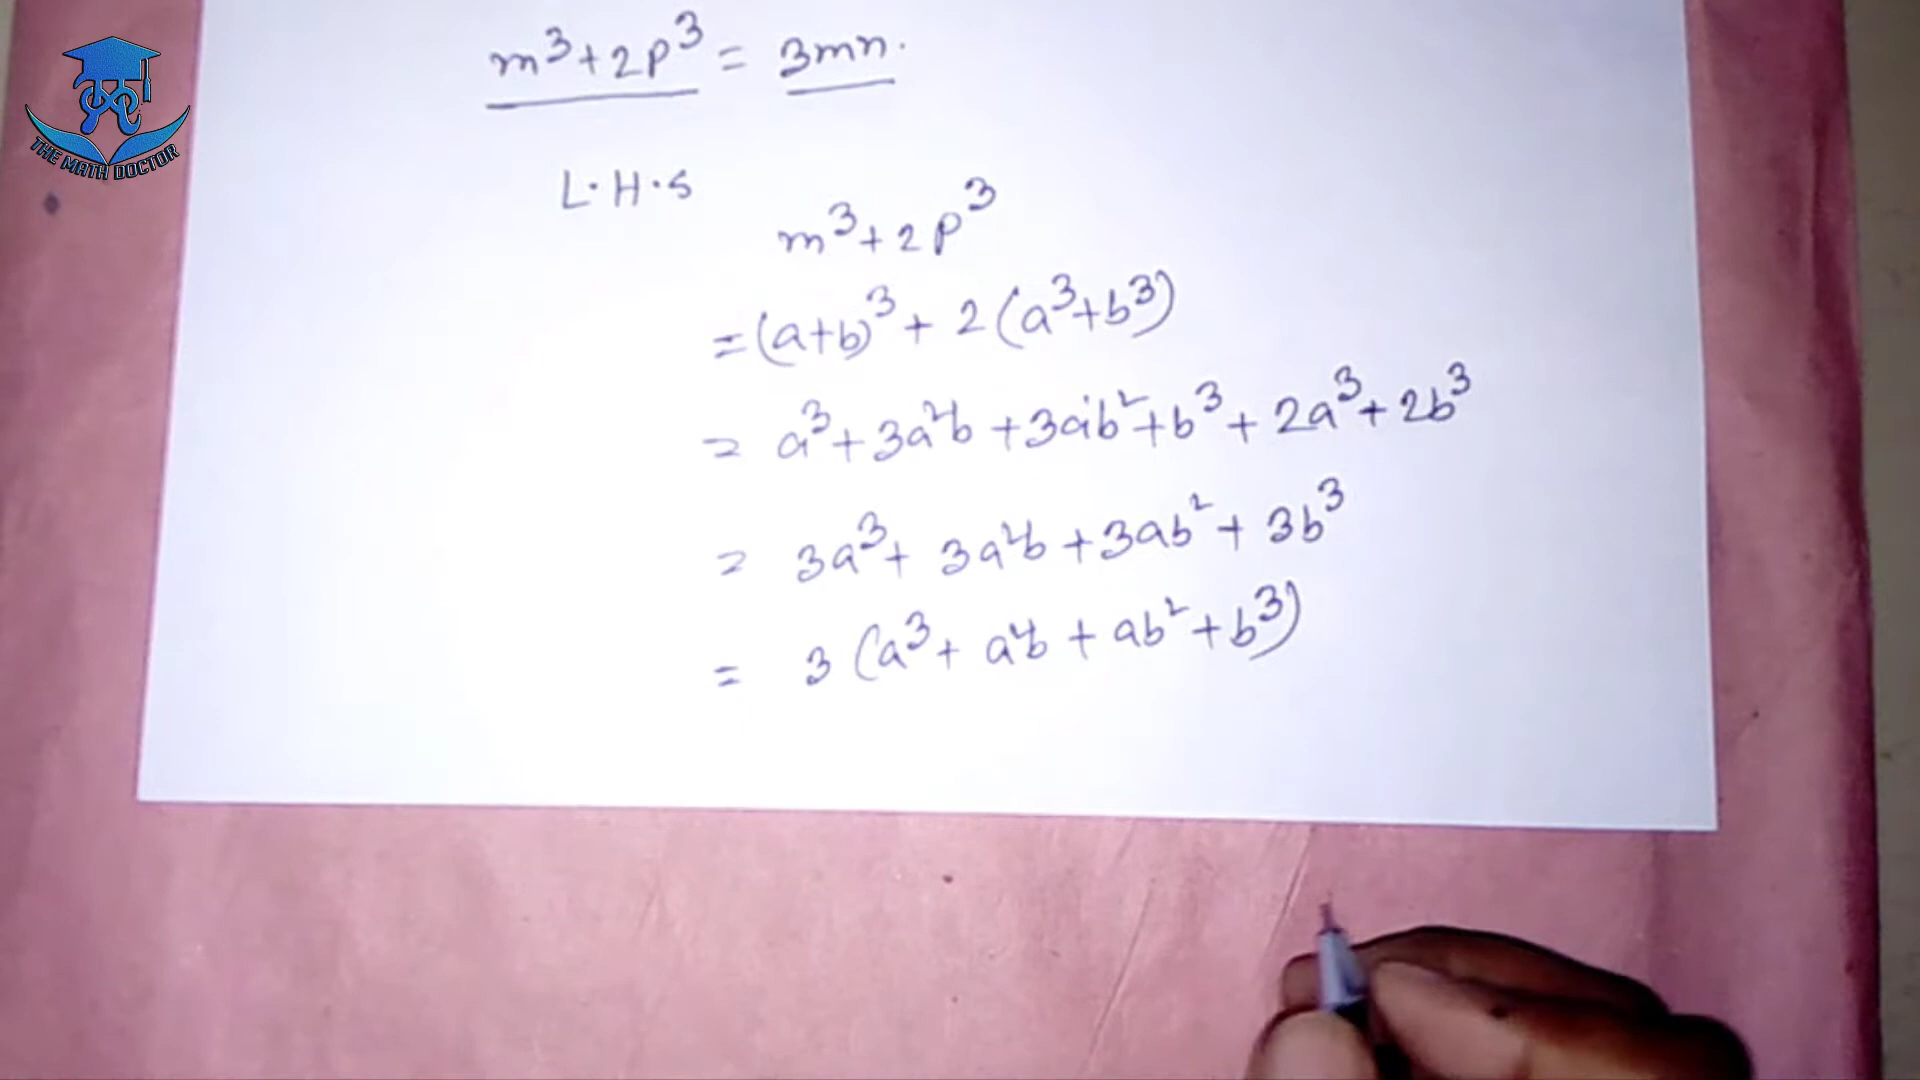 THE MATH DOCTOR
m³+2p³ = 3mn.
L.H.S
m³+2p³
=(a+b)³+ 2(a³+b³)
= a³+3a²b+3ab²+b³+2a³+2b³
= 3a³+ 3a²b+3ab²+3b³
= 3(a³+ a²b+ab²+b³)